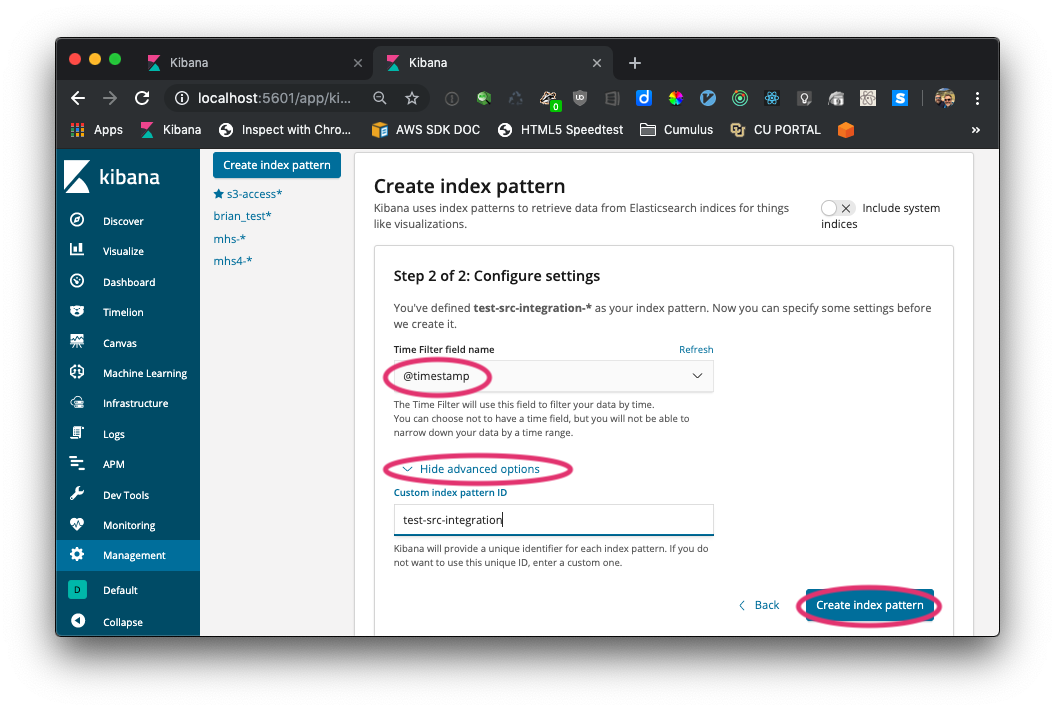 Kibana
Kibana
localhost:5601/app/ki...
0
Apps
Kibana
Inspect with Chro...
AWS SDK DOC
HTML5 Speedtest
Cumulus
CU PORTAL
»
kibana
Discover
Visualize
Dashboard
Timelion
Canvas
Machine Learning
Infrastructure
Logs
APM
Dev Tools
Monitoring
Management
D
Default
Collapse
Create index pattern
s3-access*
brian_test*
mhs-*
mhs4-*
Create index pattern
Kibana uses index patterns to retrieve data from Elasticsearch indices for things
like visualizations.
Include system
indices
Step 2 of 2: Configure settings
You've defined test-src-integration-* as your index pattern. Now you can specify some settings before
we create it.
Time Filter field name
Refresh
@timestamp
The Time Filter will use this field to filter your data by time.
You can choose not to have a time field, but you will not be able to
narrow down your data by a time range.
Hide advanced options
Custom index pattern ID
test-src-integration
Kibana will provide a unique identifier for each index pattern. If you do
not want to use this unique ID, enter a custom one.
Back
Create index pattern